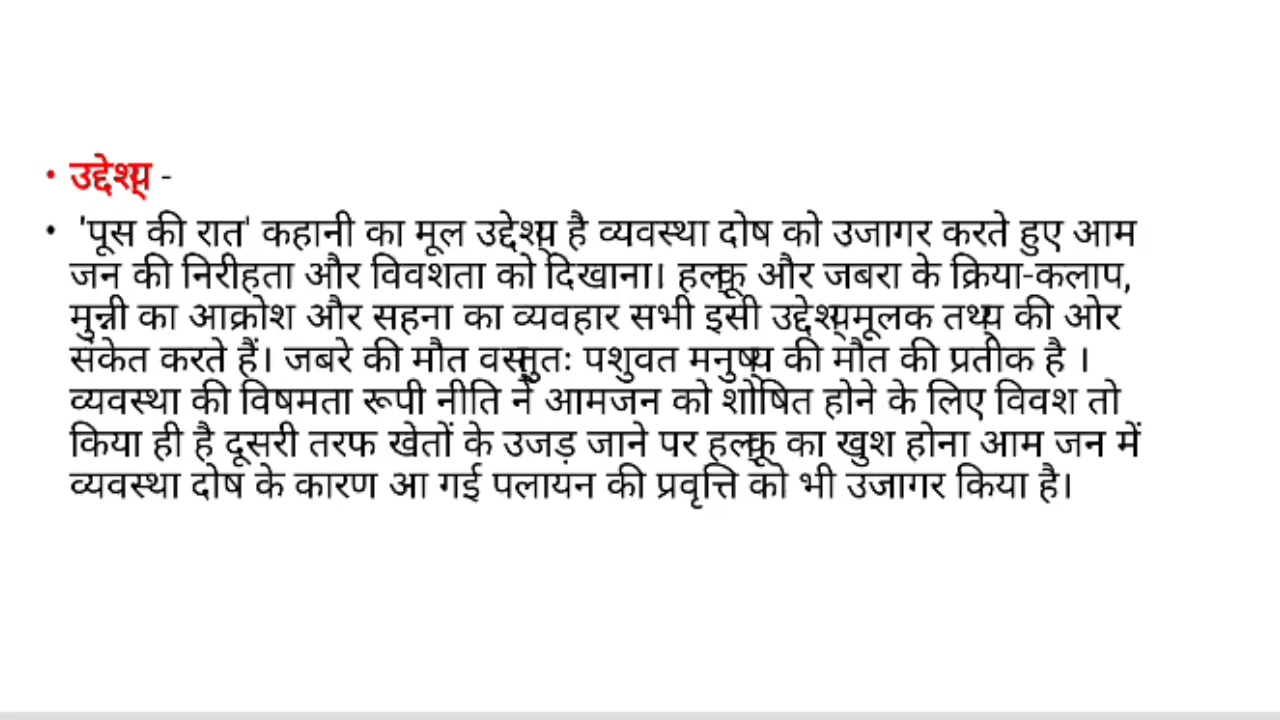 • उद्देश्य -
• 'पूस की रात' कहानी का मूल उद्देश्य है व्यवस्था दोष को उजागर करते हुए आम
जन की निरीहता और विवशता को दिखाना। हल्कू और जबरा के क्रिया-कलाप,
मुन्नी का आक्रोश और सहना का व्यवहार सभी इसी उद्देश्यमूलक तथ्य की ओर
संकेत करते हैं। जबरे की मौत वस्तुतः पशुवत मनुष्य की मौत की प्रतीक है ।
व्यवस्था की विषमता रूपी नीति ने आमजन को शोषित होने के लिए विवश तो
किया ही है दूसरी तरफ खेतों के उजड़ जाने पर हल्कू का खुश होना आम जन में
व्यवस्था दोष के कारण आ गई पलायन की प्रवृत्ति को भी उजागर किया है।